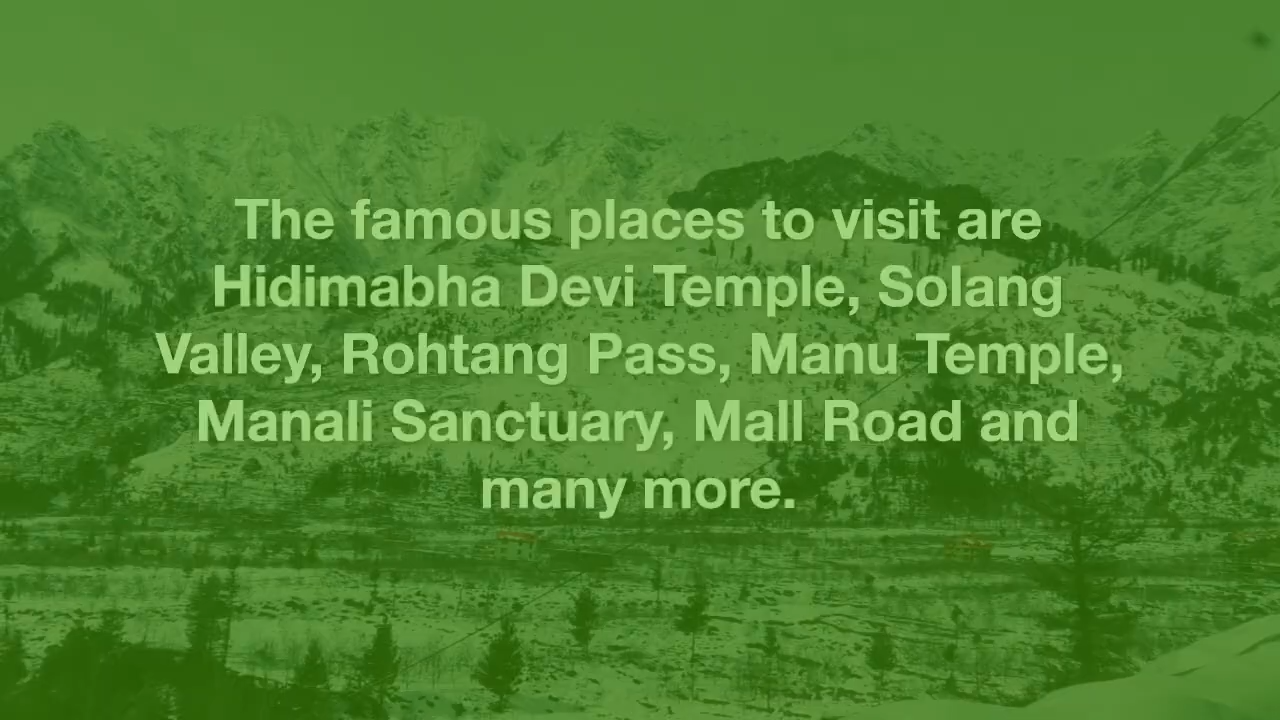 The famous places to visit are
Hidimabha Devi Temple, Solang
Valley, Rohtang Pass, Manu Temple,
Manali Sanctuary, Mall Road and
many more.